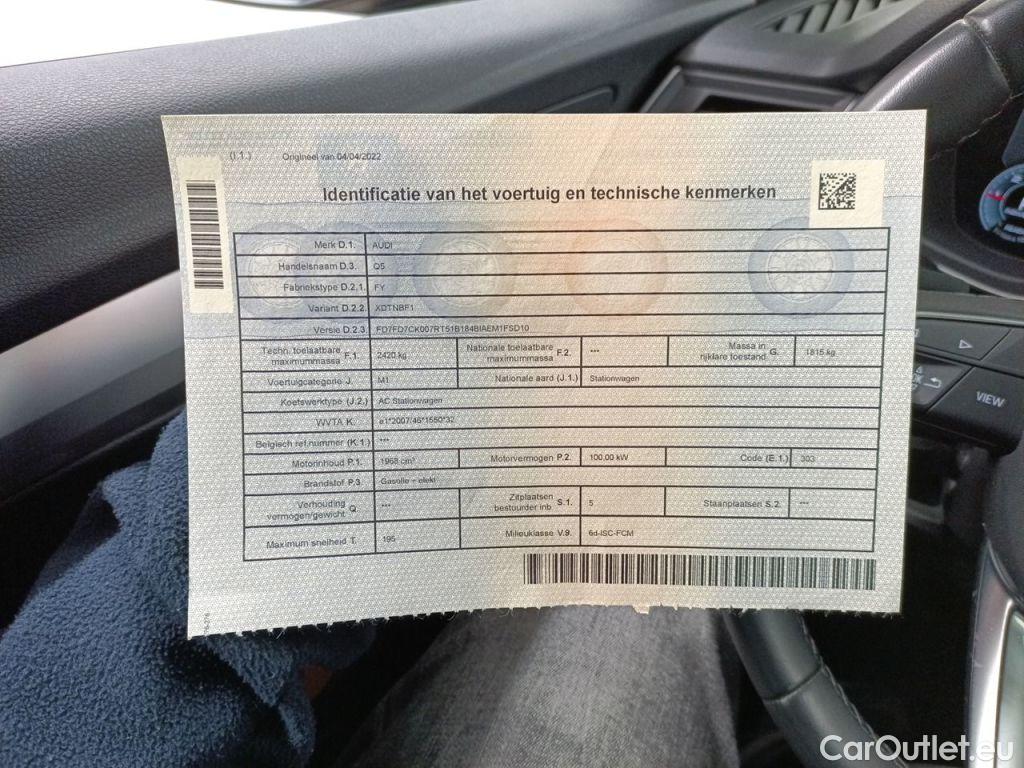 (I.1.) Origineel van 04/04/2022
Identificatie van het voertuig en technische kenmerken
Merk D.1. AUDI
Handelsnaam D.3. Q5
Fabriekstype D.2.1. FY
Variant D.2.2. XDTNBF1
Versie D.2.3. FD7FD7CK007RT51B184BIAEM1FSD10
Techn. toelaatbare maximummassa F.1. 2420 kg Nationale toelaatbare maximummassa F.2. --- Massa in rijklare toestand G. 1815 kg
Voertuigcategorie J. M1 Nationale aard (J.1.) Stationwagen
Koetswerktype (J.2.) AC Stationwagen
WVTA K. e1*2007/46*1550*32
Belgisch ref.nummer (K.1.) ---
Motorinhoud P.1. 1968 cm³ Motorvermogen P.2. 100.00 kW Code (E.1.) 303
Brandstof P.3. Gasolie - elekt
Verhouding vermogen/gewicht Q. --- Zitplaatsen bestuurder inb S.1. 5 Staanplaatsen S.2. ---
Maximum snelheid T. 195 Milieuklasse V.9. 6d-ISC-FCM
VIEW
CarOutlet.eu